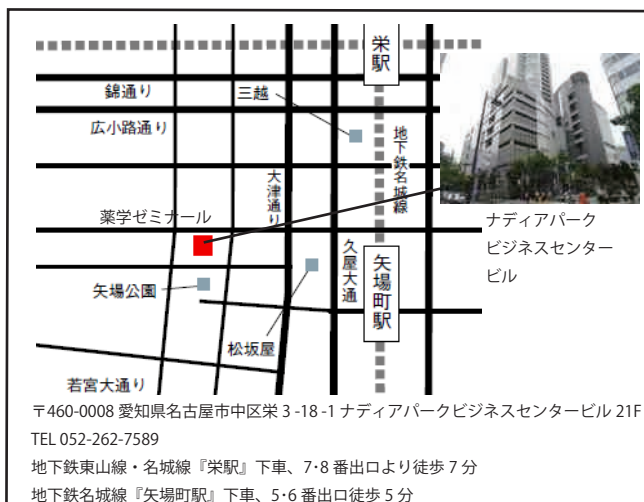 栄駅
錦通り
三越
広小路通り
地下鉄名城線
大津通り
薬学ゼミナール
ナディアパーク
ビジネスセンター
ビル
久屋大通
矢場町駅
矢場公園
松坂屋
若宮大通り
〒460-0008 愛知県名古屋市中区栄 3 -18 -1 ナディアパークビジネスセンタービル 21F
TEL 052-262-7589
地下鉄東山線・名城線『栄駅』下車、7･8 番出口より徒歩 7 分
地下鉄名城線『矢場町駅』下車、5･6 番出口徒歩 5 分